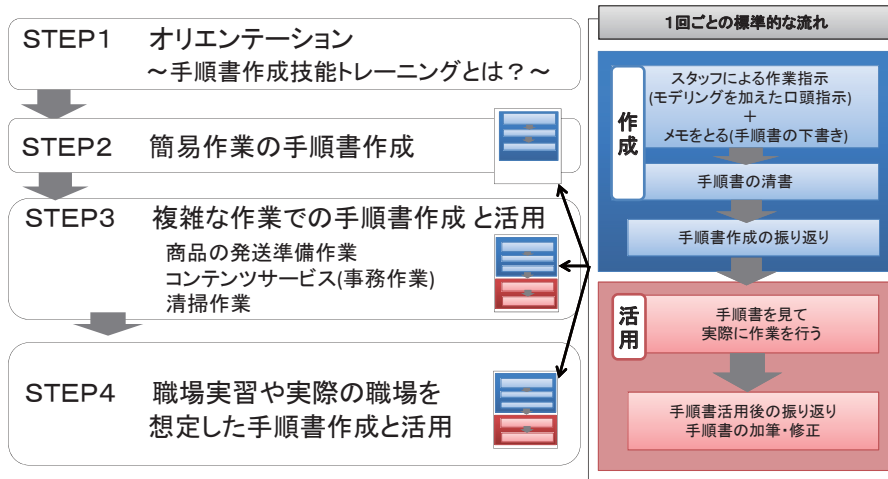 STEP1 オリエンテーション
～手順書作成技能トレーニングとは？～
STEP2 簡易作業の手順書作成
STEP3 複雑な作業での手順書作成 と活用
商品の発送準備作業
コンテンツサービス(事務作業)
清掃作業
STEP4 職場実習や実際の職場を
想定した手順書作成と活用
1回ごとの標準的な流れ
作成
スタッフによる作業指示
(モデリングを加えた口頭指示)
＋
メモをとる(手順書の下書き)
手順書の清書
手順書作成の振り返り
活用
手順書を見て
実際に作業を行う
手順書活用後の振り返り
手順書の加筆・修正